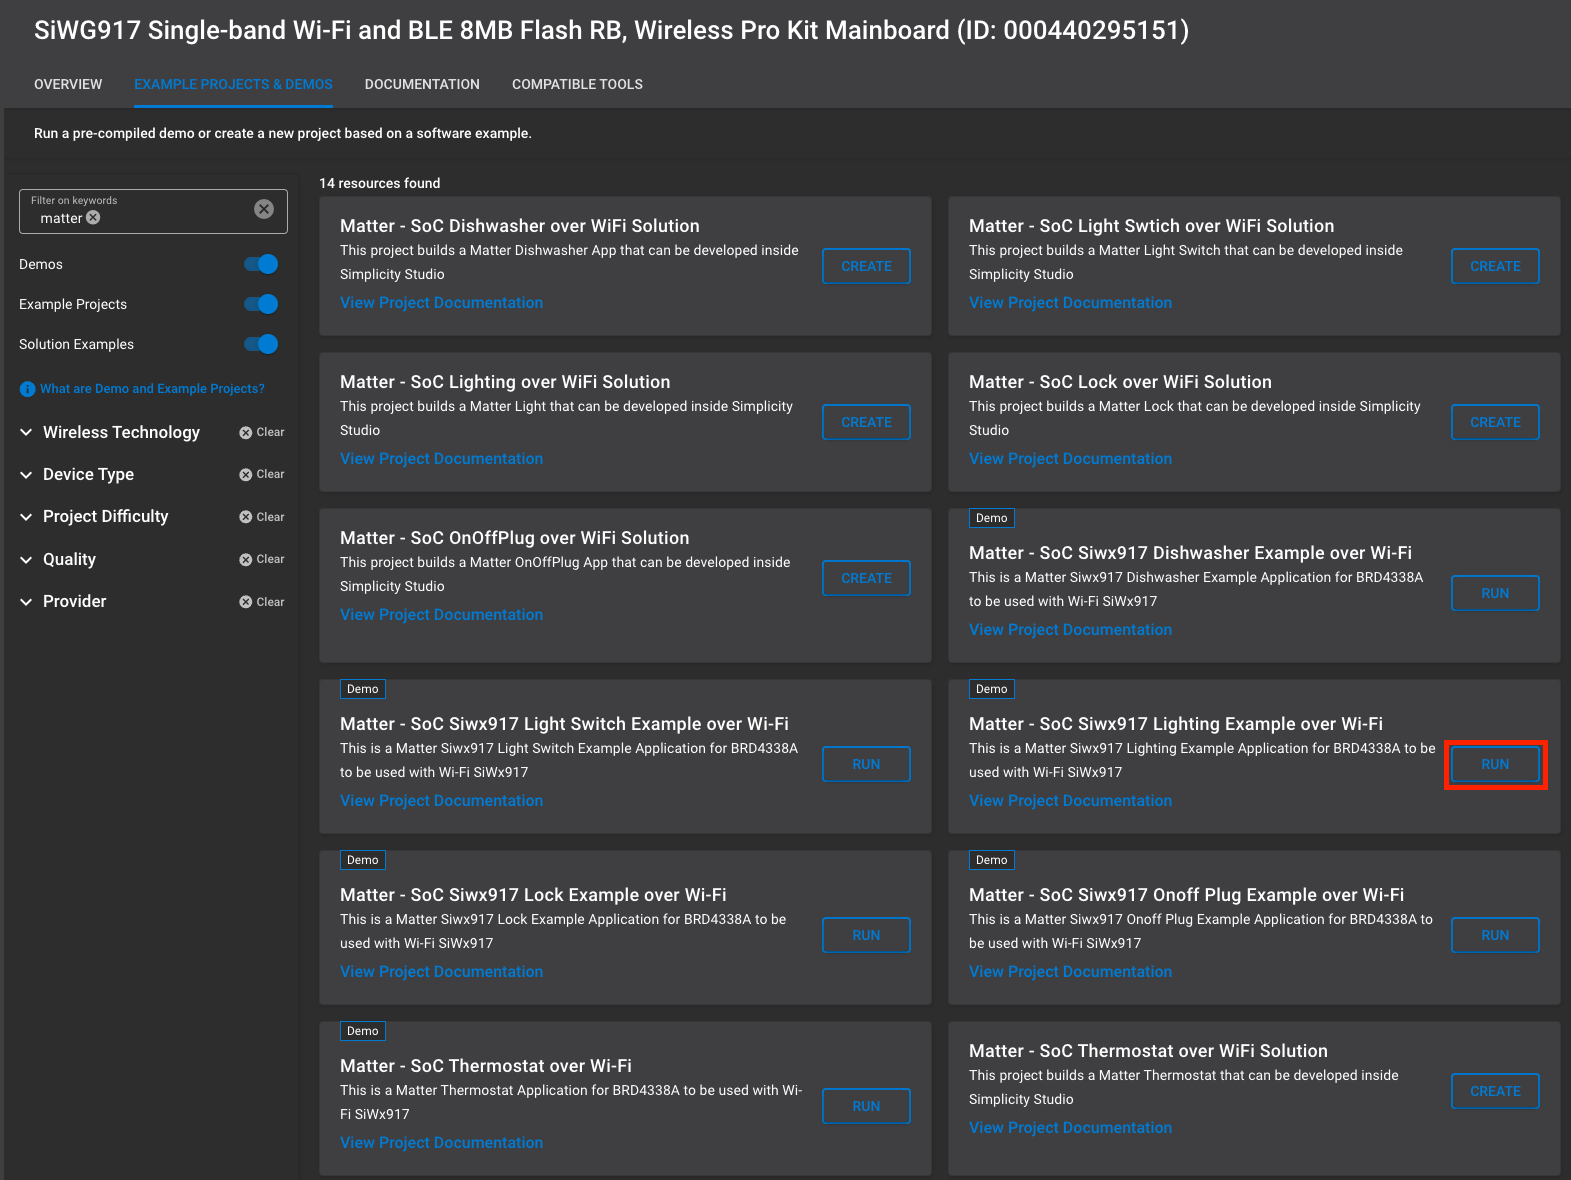 SiWG917 Single-band Wi-Fi and BLE 8MB Flash RB, Wireless Pro Kit Mainboard (ID: 000440295151)
OVERVIEW
EXAMPLE PROJECTS & DEMOS
DOCUMENTATION
COMPATIBLE TOOLS
Run a pre-compiled demo or create a new project based on a software example.
Filter on keywords
matter
Demos
Example Projects
Solution Examples
What are Demo and Example Projects?
Wireless Technology
Clear
Device Type
Clear
Project Difficulty
Clear
Quality
Clear
Provider
Clear
14 resources found
Matter - SoC Dishwasher over WiFi Solution
This project builds a Matter Dishwasher App that can be developed inside
Simplicity Studio
View Project Documentation
CREATE
Matter - SoC Light Swtich over WiFi Solution
This project builds a Matter Light Switch that can be developed inside
Simplicity Studio
View Project Documentation
CREATE
Matter - SoC Lighting over WiFi Solution
This project builds a Matter Light that can be developed inside Simplicity
Studio
View Project Documentation
CREATE
Matter - SoC Lock over WiFi Solution
This project builds a Matter Lock that can be developed inside Simplicity
Studio
View Project Documentation
CREATE
Matter - SoC OnOffPlug over WiFi Solution
This project builds a Matter OnOffPlug App that can be developed inside
Simplicity Studio
View Project Documentation
CREATE
Demo
Matter - SoC Siwx917 Dishwasher Example over Wi-Fi
This is a Matter Siwx917 Dishwasher Example Application for BRD4338A
to be used with Wi-Fi SiWx917
View Project Documentation
RUN
Demo
Matter - SoC Siwx917 Light Switch Example over Wi-Fi
This is a Matter Siwx917 Light Switch Example Application for BRD4338A
to be used with Wi-Fi SiWx917
View Project Documentation
RUN
Demo
Matter - SoC Siwx917 Lighting Example over Wi-Fi
This is a Matter Siwx917 Lighting Example Application for BRD4338A to be
used with Wi-Fi SiWx917
View Project Documentation
RUN
Demo
Matter - SoC Siwx917 Lock Example over Wi-Fi
This is a Matter Siwx917 Lock Example Application for BRD4338A to be
used with Wi-Fi SiWx917
View Project Documentation
RUN
Demo
Matter - SoC Siwx917 Onoff Plug Example over Wi-Fi
This is a Matter Siwx917 Onoff Plug Example Application for BRD4338A to
be used with Wi-Fi SiWx917
View Project Documentation
RUN
Demo
Matter - SoC Thermostat over Wi-Fi
This is a Matter Thermostat Application for BRD4338A to be used with Wi-
Fi SiWx917
View Project Documentation
RUN
Matter - SoC Thermostat over WiFi Solution
This project builds a Matter Thermostat that can be developed inside
Simplicity Studio
View Project Documentation
CREATE